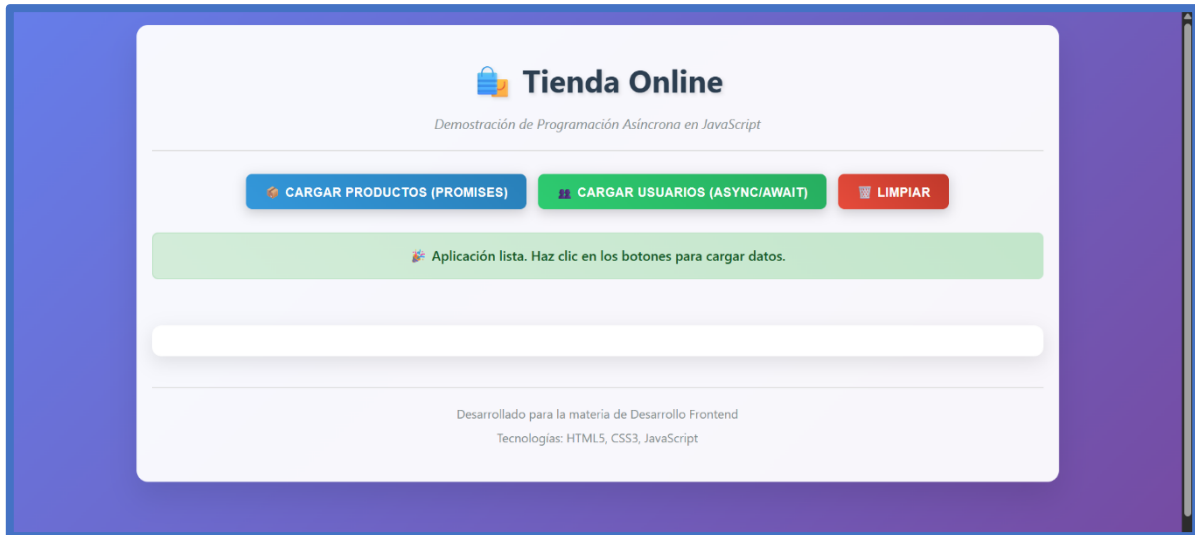 Tienda Online
Demostración de Programación Asíncrona en JavaScript
CARGAR PRODUCTOS (PROMISES)
CARGAR USUARIOS (ASYNC/AWAIT)
LIMPIAR
Aplicación lista. Haz clic en los botones para cargar datos.
Desarrollado para la materia de Desarrollo Frontend
Tecnologías: HTML5, CSS3, JavaScript